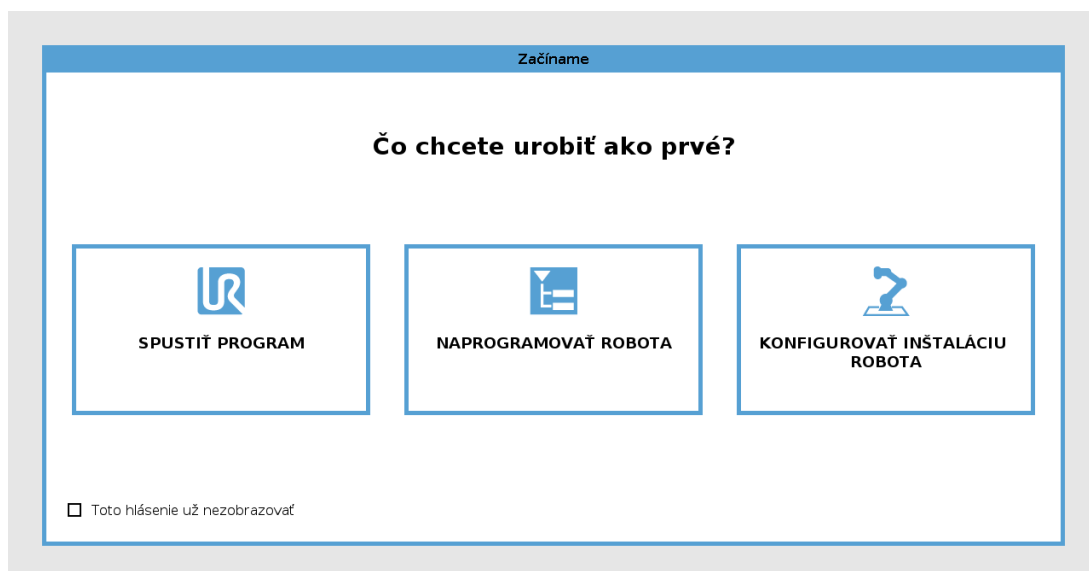 Začíname
Čo chcete urobiť ako prvé?
SPUSTIŤ PROGRAM
NAPROGRAMOVAŤ ROBOTA
KONFIGUROVAŤ INŠTALÁCIU
ROBOTA
Toto hlásenie už nezobrazovať